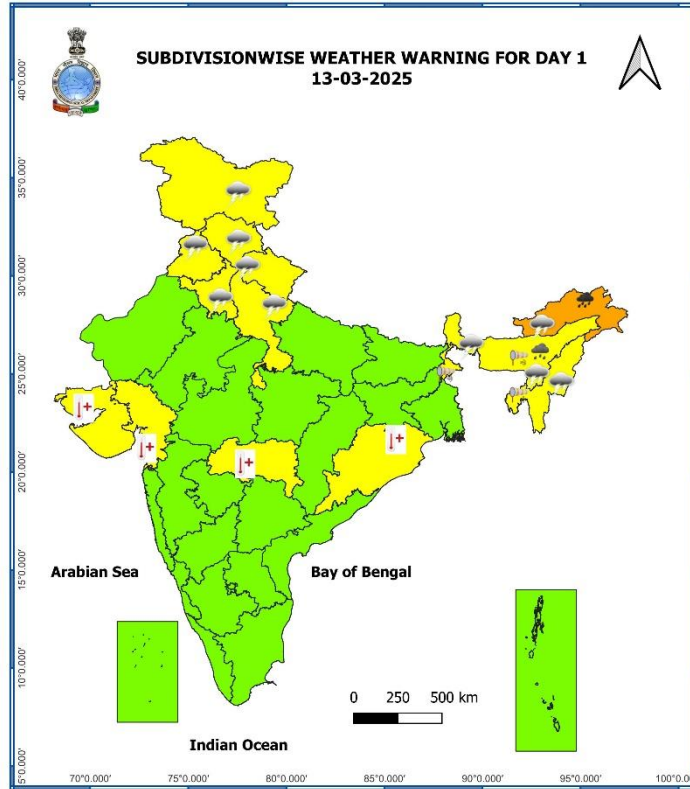 SUBDIVISIONWISE WEATHER WARNING FOR DAY 1
13-03-2025
40°0.000'
35°0.000'
30°0.000'
25°0.000'
20°0.000'
15°0.000'
10°0.000'
5°0.000'
Arabian Sea
Bay of Bengal
0 250 500 km
Indian Ocean
70°0.000' 75°0.000' 80°0.000' 85°0.000' 90°0.000' 95°0.000' 100°0.000'